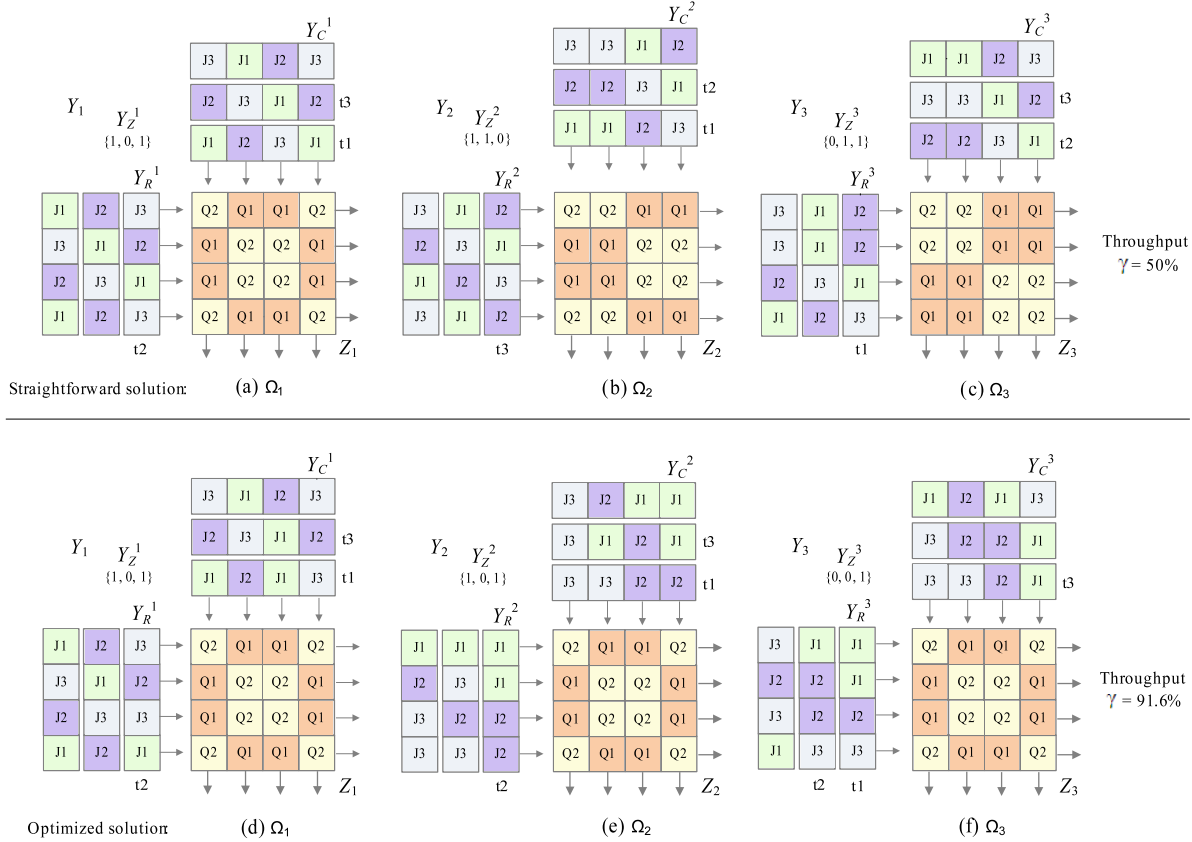 Y_C^1
J3 J1 J2 J3
J2 J3 J1 J2 t3
J1 J2 J3 J1 t1
Y_1 Y_Z^1
{1, 0, 1}
Y_R^1
J1 J2 J3 Q2 Q1 Q1 Q2
J3 J1 J2 Q1 Q2 Q2 Q1
J2 J3 J1 Q1 Q2 Q2 Q1
J1 J2 J3 Q2 Q1 Q1 Q2
t2 Z_1
Y_C^2
J3 J3 J1 J2
J2 J2 J3 J1 t2
J1 J1 J2 J3 t1
Y_2 Y_Z^2
{1, 1, 0}
Y_R^2
J3 J1 J2 Q2 Q2 Q1 Q1
J2 J3 J1 Q1 Q1 Q2 Q2
J1 J2 J3 Q1 Q1 Q2 Q2
J3 J1 J2 Q2 Q2 Q1 Q1
t3 Z_2
Y_C^3
J1 J1 J2 J3
J3 J3 J1 J2 t3
J2 J2 J3 J1 t2
Y_3 Y_Z^3
{0, 1, 1}
Y_R^3
J3 J1 J2 Q2 Q2 Q1 Q1
J3 J1 J2 Q2 Q2 Q1 Q1
J2 J3 J1 Q1 Q1 Q2 Q2
J1 J2 J3 Q1 Q1 Q2 Q2
t1 Z_3
Throughput
γ = 50%
Straightforward solution: (a) Ω1 (b) Ω2 (c) Ω3
Y_C^1
J3 J1 J2 J3
J2 J3 J1 J2 t3
J1 J2 J1 J3 t1
Y_1 Y_Z^1
{1, 0, 1}
Y_R^1
J1 J2 J3 Q2 Q1 Q1 Q2
J3 J1 J2 Q1 Q2 Q2 Q1
J2 J3 J3 Q1 Q2 Q2 Q1
J1 J2 J1 Q2 Q1 Q1 Q2
t2 Z_1
Y_C^2
J3 J2 J1 J1
J3 J1 J2 J1 t3
J3 J3 J2 J2 t1
Y_2 Y_Z^2
{1, 0, 1}
Y_R^2
J1 J1 J1 Q2 Q1 Q1 Q2
J2 J3 J1 Q1 Q2 Q2 Q1
J3 J2 J2 Q1 Q2 Q2 Q1
J3 J3 J2 Q2 Q1 Q1 Q2
t2 Z_2
Y_C^3
J1 J2 J1 J3
J3 J2 J2 J1
J3 J3 J2 J1 t3
Y_3 Y_Z^3
{0, 0, 1}
Y_R^3
J3 J1 J1 Q2 Q1 Q1 Q2
J2 J2 J1 Q1 Q2 Q2 Q1
J3 J2 J2 Q1 Q2 Q2 Q1
J1 J3 J3 Q2 Q1 Q1 Q2
t2 t1 Z_3
Throughput
γ = 91.6%
Optimized solution: (d) Ω1 (e) Ω2 (f) Ω3